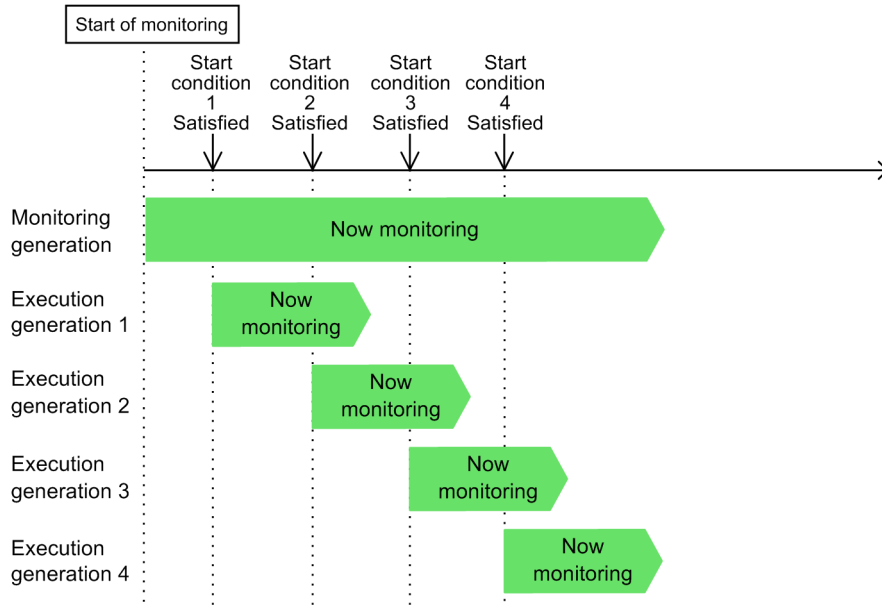 Start of monitoring
Start
condition
1
Satisfied
Start
condition
2
Satisfied
Start
condition
3
Satisfied
Start
condition
4
Satisfied
Monitoring
generation
Now monitoring
Execution
generation 1
Now
monitoring
Execution
generation 2
Now
monitoring
Execution
generation 3
Now
monitoring
Execution
generation 4
Now
monitoring